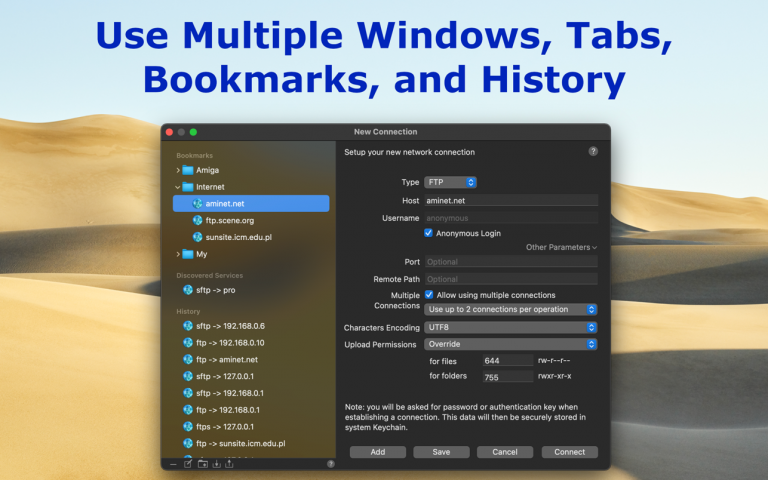 Use Multiple Windows, Tabs,
Bookmarks, and History
New Connection
Bookmarks
Amiga
Internet
aminet.net
ftp.scene.org
sunsite.icm.edu.pl
My
Discovered Services
sftp -> pro
History
sftp -> 192.168.0.6
ftp -> 192.168.0.10
ftp -> aminet.net
sftp -> 127.0.0.1
sftp -> 192.168.0.1
ftp -> 192.168.0.1
ftps -> 127.0.0.1
ftp -> sunsite.icm.edu.pl
?
Setup your new network connection
?
Type FTP
Host aminet.net
Username anonymous
Anonymous Login
Other Parameters
Port Optional
Remote Path Optional
Multiple Connections Allow using multiple connections
Use up to 2 connections per operation
Characters Encoding UTF8
Upload Permissions Override
for files 644 rw-r--r--
for folders 755 rwxr-xr-x
Note: you will be asked for password or authentication key when
establishing a connection. This data will then be securely stored in
system Keychain.
Add Save Cancel Connect